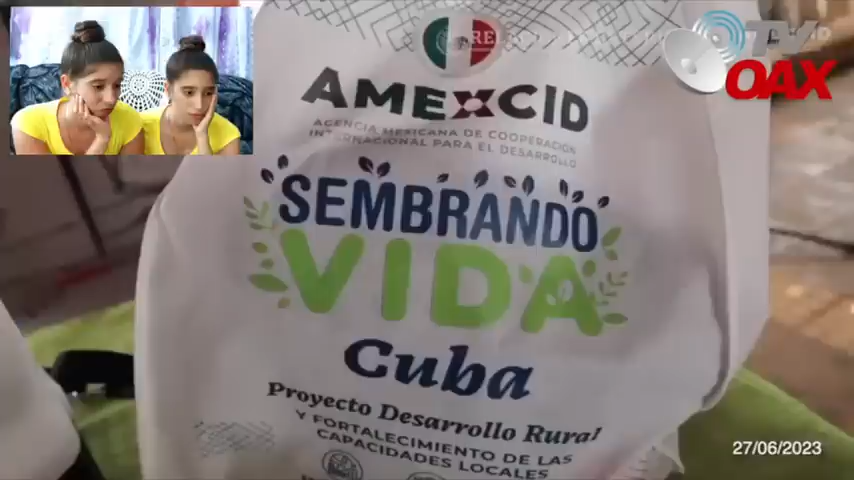 TV
OAX
AMEXCID
AGENCIA MEXICANA DE COOPERACIÓN
INTERNACIONAL PARA EL DESARROLLO
SEMBRANDO
VIDA
Cuba
Proyecto Desarrollo Rural
Y FORTALECIMIENTO DE LAS
CAPACIDADES LOCALES
27/06/2023